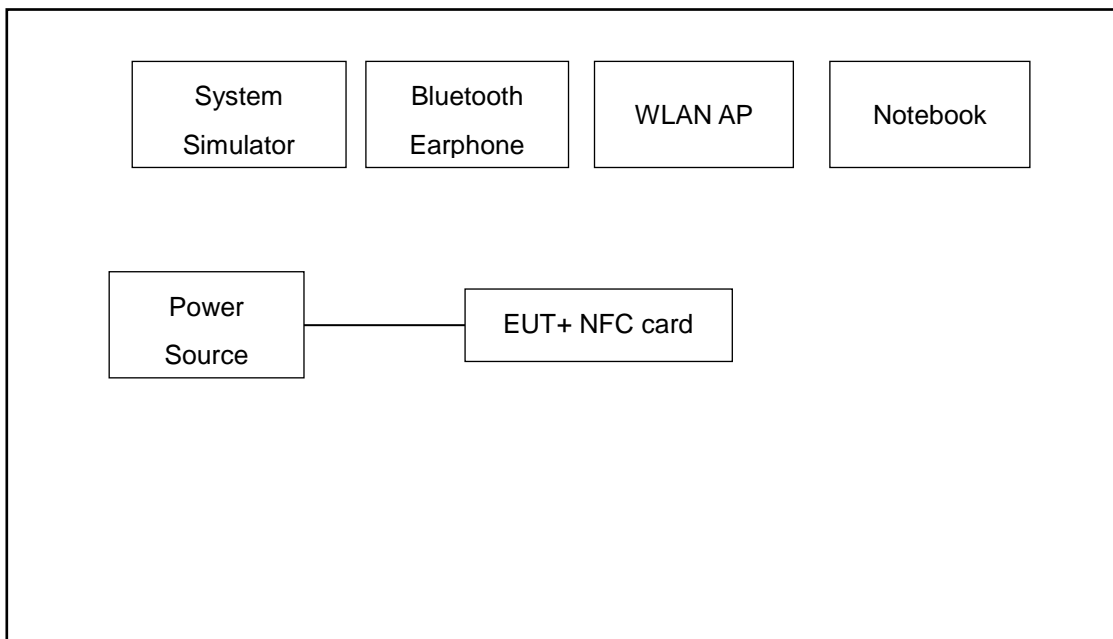 System
Simulator
Bluetooth
Earphone
WLAN AP
Notebook
Power
Source
EUT+ NFC card